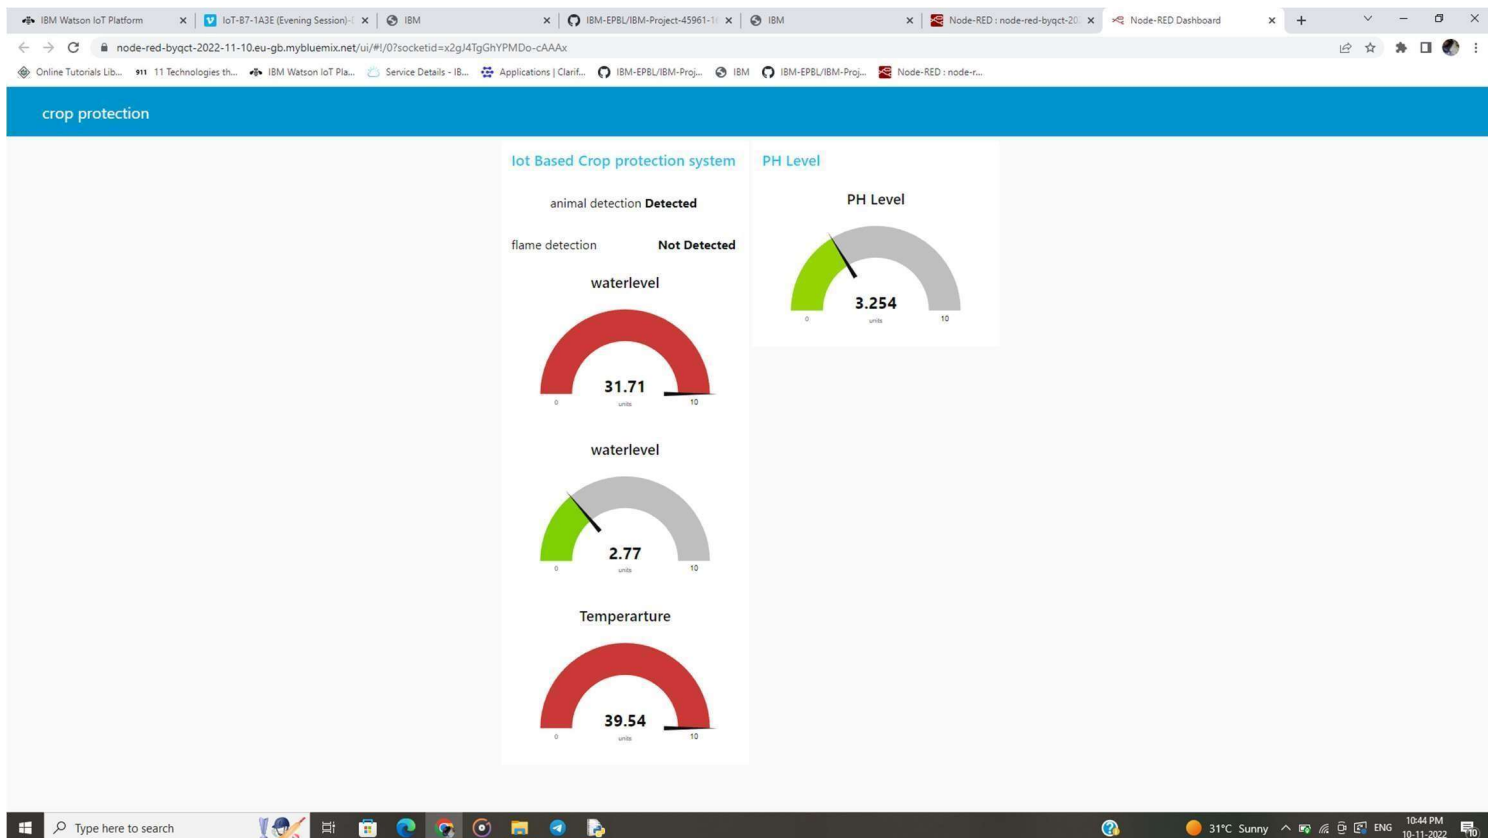 IBM Watson IoT Platform
IoT-B7-1A3E (Evening Session)-
IBM
IBM-EPBL/IBM-Project-45961-1
IBM
Node-RED : node-red-byqct-20
Node-RED Dashboard
node-red-byqct-2022-11-10.eu-gb.mybluemix.net/ui/#!/0?socketid=x2gJ4TgGhYPMDo-cAAAx
Online Tutorials Lib...
911 11 Technologies th...
IBM Watson IoT Pla...
Service Details - IB...
Applications | Clarif...
IBM-EPBL/IBM-Proj...
IBM
IBM-EPBL/IBM-Proj...
Node-RED : node-r...
crop protection
Iot Based Crop protection system
animal detection Detected
flame detection Not Detected
waterlevel
31.71
0 units 10
waterlevel
2.77
0 units 10
Temperarture
39.54
0 units 10
PH Level
PH Level
3.254
0 units 10
Type here to search
31°C Sunny
ENG
10:44 PM
10-11-2022